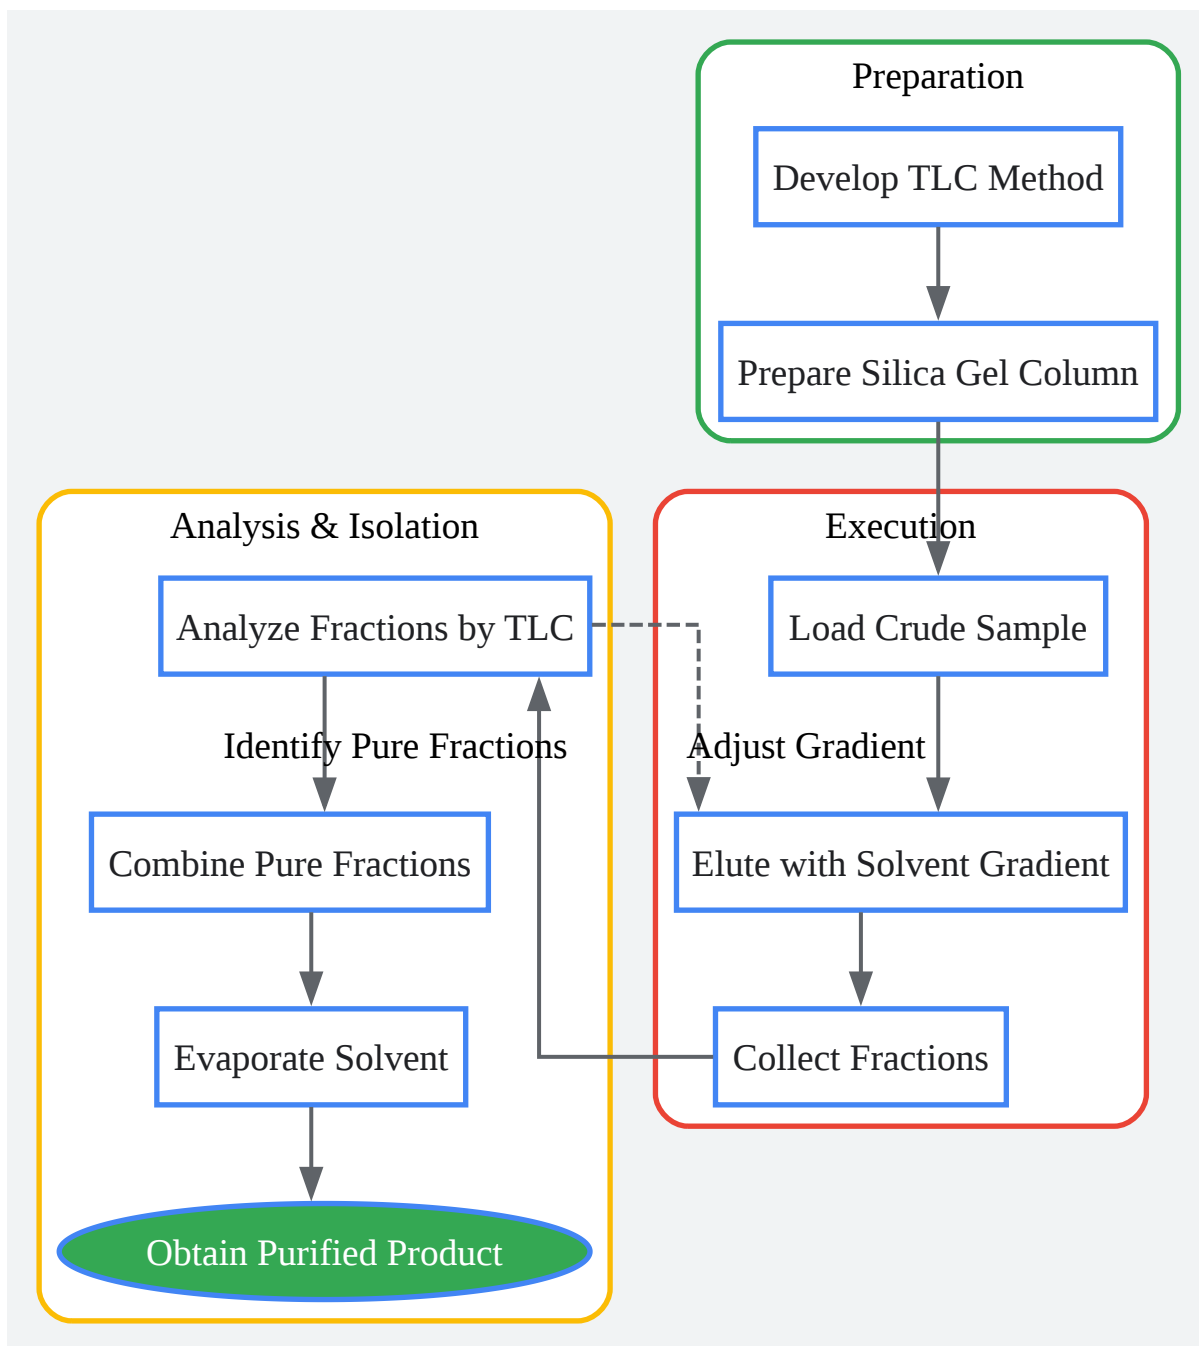 Preparation
Develop TLC Method
Prepare Silica Gel Column
Execution
Load Crude Sample
Adjust Gradient
Elute with Solvent Gradient
Collect Fractions
Analysis & Isolation
Analyze Fractions by TLC
Identify Pure Fractions
Combine Pure Fractions
Evaporate Solvent
Obtain Purified Product